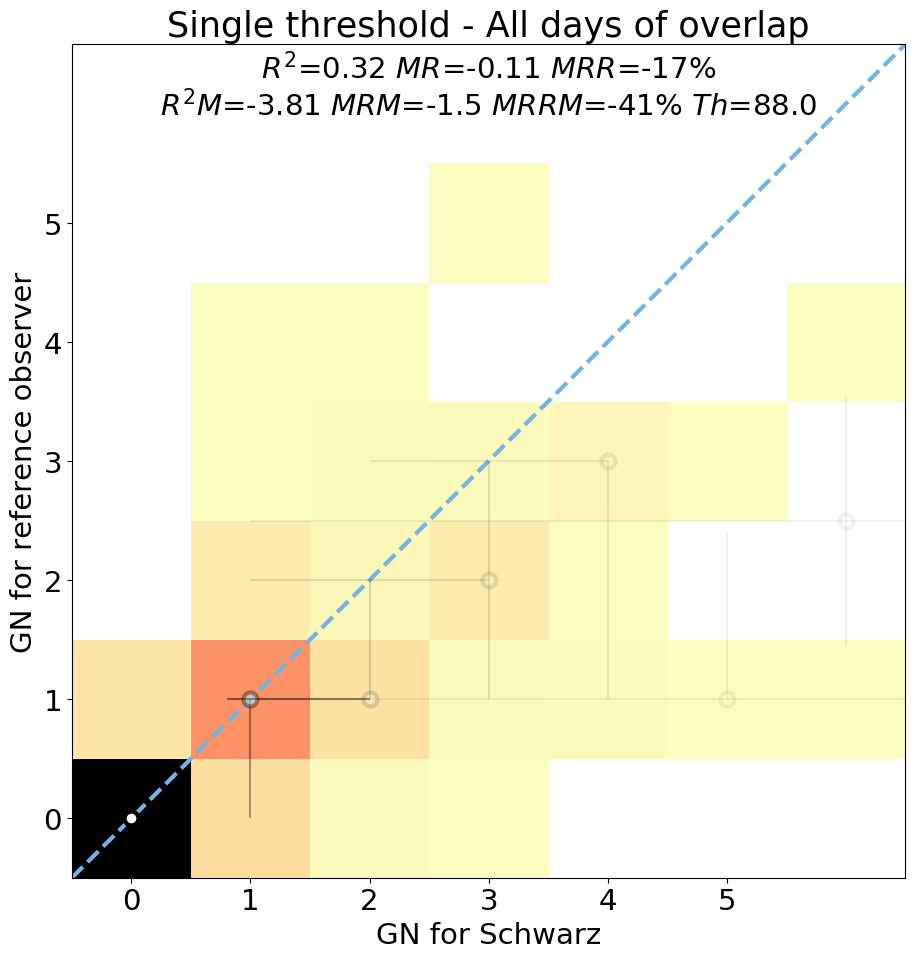 Single threshold - All days of overlap
R²=0.32 MR=-0.11 MRR=-17%
R²M=-3.81 MRM=-1.5 MRRM=-41% Th=88.0
GN for reference observer
5
4
3
2
1
0
0 1 2 3 4 5
GN for Schwarz